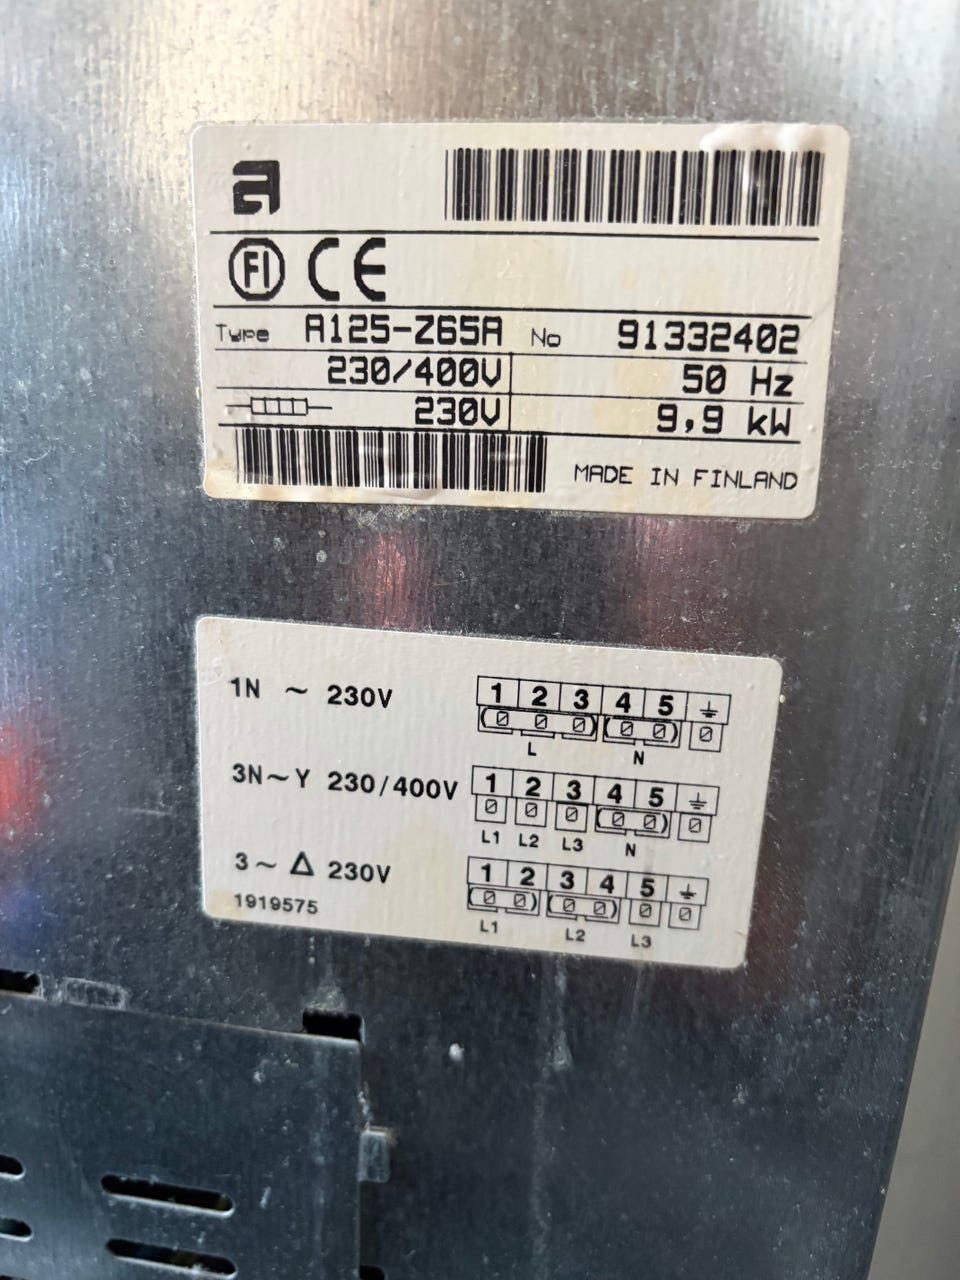 a
FI CE
Type A125-Z65A No 91332402
230/400V 50 Hz
230V 9,9 kW
MADE IN FINLAND
1N ~ 230V 1 2 3 4 5
L N
3N~Y 230/400V 1 2 3 4 5
L1 L2 L3 N
3~ Δ 230V 1 2 3 4 5
1919575 L1 L2 L3